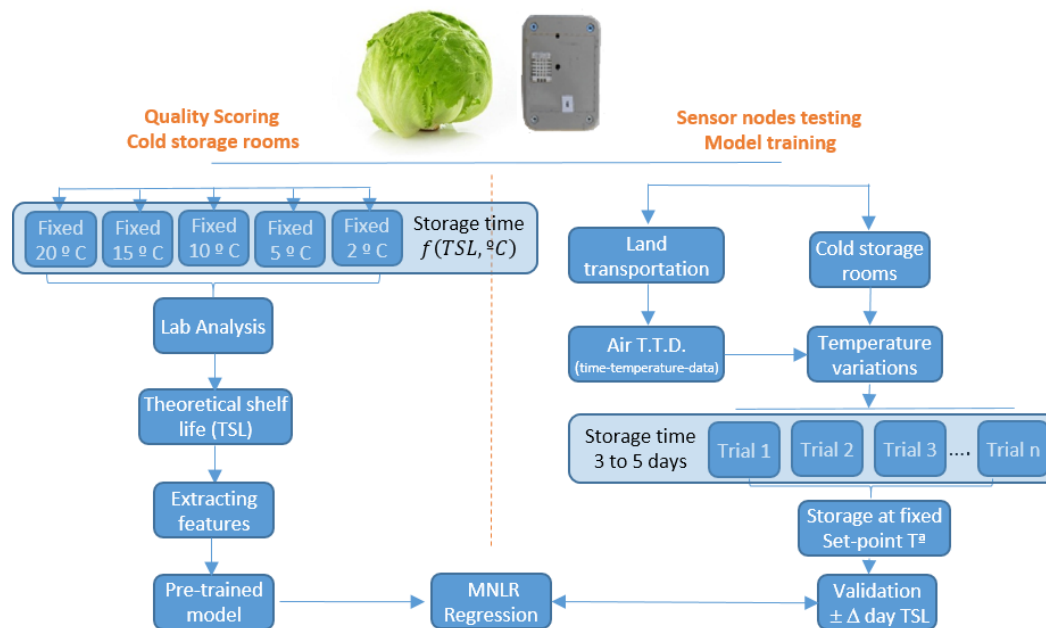 Quality Scoring
Cold storage rooms
Sensor nodes testing
Model training
Fixed
20 º C
Fixed
15 º C
Fixed
10 º C
Fixed
5 º C
Fixed
2 º C
Storage time
f(TSL, ºC)
Lab Analysis
Theoretical shelf
life (TSL)
Extracting
features
Pre-trained
model
MNLR
Regression
Land
transportation
Cold storage
rooms
Air T.T.D.
(time-temperature-data)
Temperature
variations
Storage time
3 to 5 days
Trial 1
Trial 2
Trial 3
....
Trial n
Storage at fixed
Set-point Tª
Validation
± Δ day TSL